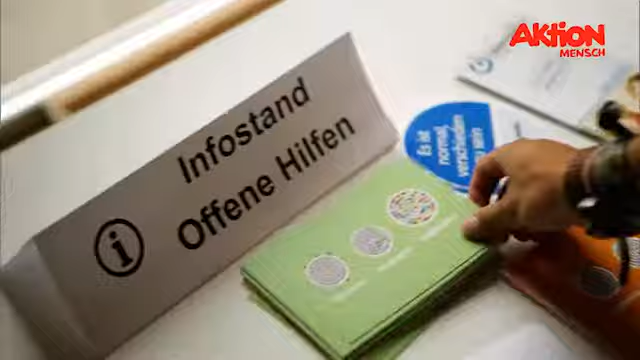 AKtiON
MENSCH
Infostand
Offene Hilfen
i
Es ist
normal,
verschieden
zu sein